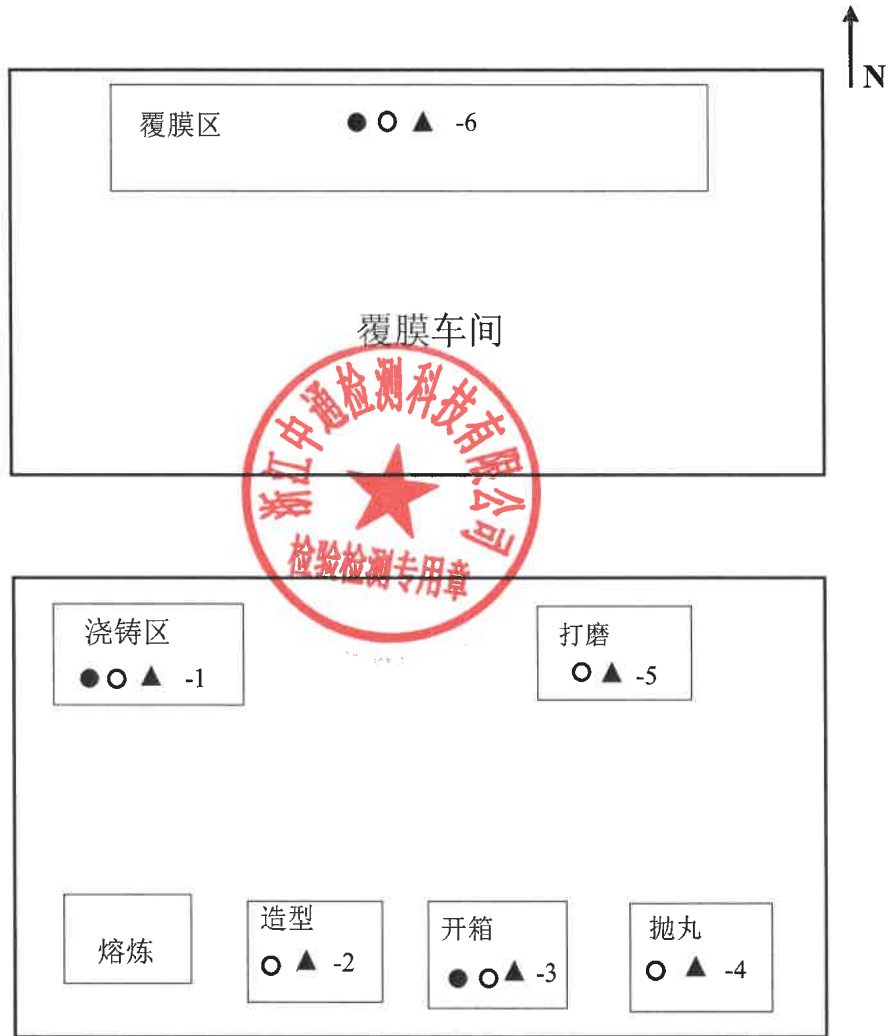 N
覆膜区 ● ○ ▲ -6
覆膜车间
浙江中通检测科技有限公司
检验检测专用章
浇铸区
● ○ ▲ -1
打磨
○ ▲ -5
熔炼
造型
○ ▲ -2
开箱
● ○ ▲ -3
抛丸
○ ▲ -4